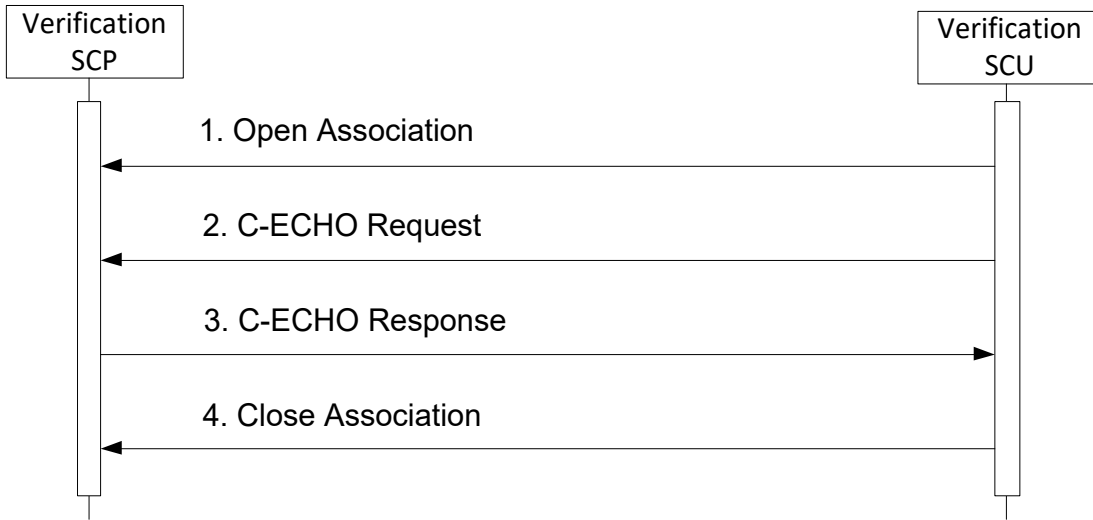 Verification
SCP
Verification
SCU
1. Open Association
2. C-ECHO Request
3. C-ECHO Response
4. Close Association